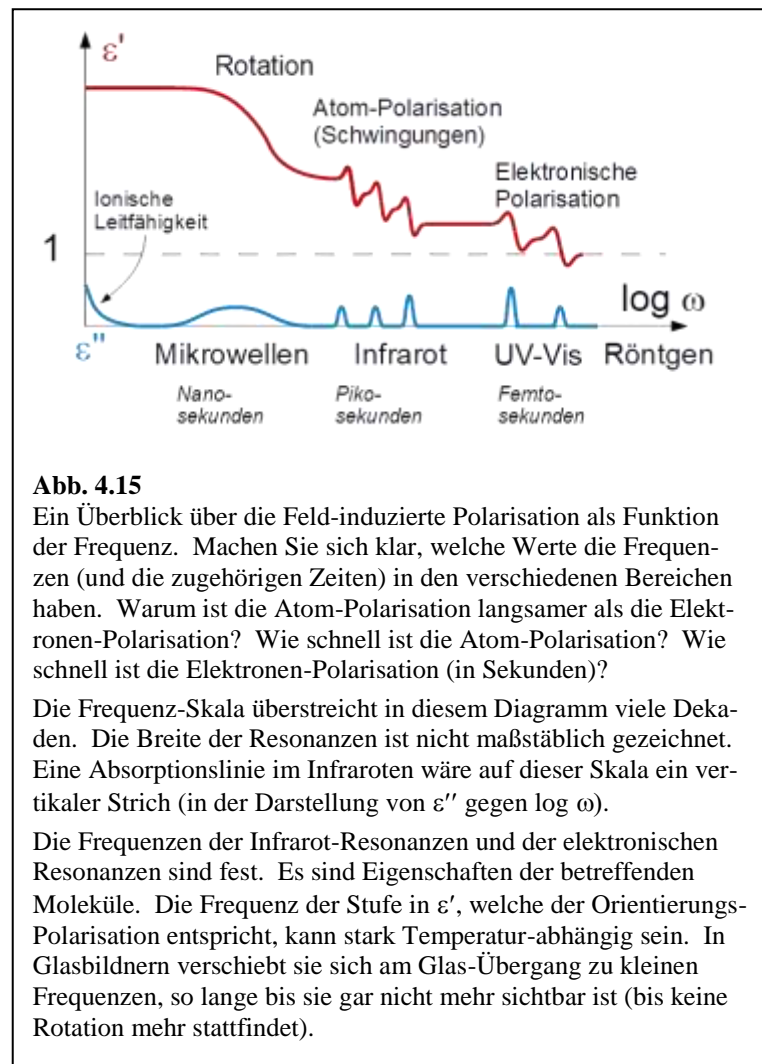 ε'
Rotation
Atom-Polarisation
(Schwingungen)
Elektronische
Polarisation
Ionische
Leitfähigkeit
1
log ω
ε"
Mikrowellen Infrarot UV-Vis Röntgen
Nano-
sekunden
Piko-
sekunden
Femto-
sekunden
Abb. 4.15
Ein Überblick über die Feld-induzierte Polarisation als Funktion
der Frequenz. Machen Sie sich klar, welche Werte die Frequen-
zen (und die zugehörigen Zeiten) in den verschiedenen Bereichen
haben. Warum ist die Atom-Polarisation langsamer als die Elekt-
ronen-Polarisation? Wie schnell ist die Atom-Polarisation? Wie
schnell ist die Elektronen-Polarisation (in Sekunden)?
Die Frequenz-Skala überstreicht in diesem Diagramm viele Deka-
den. Die Breite der Resonanzen ist nicht maßstäblich gezeichnet.
Eine Absorptionslinie im Infraroten wäre auf dieser Skala ein ver-
tikaler Strich (in der Darstellung von ε′′ gegen log ω).
Die Frequenzen der Infrarot-Resonanzen und der elektronischen
Resonanzen sind fest. Es sind Eigenschaften der betreffenden
Moleküle. Die Frequenz der Stufe in ε′, welche der Orientierungs-
Polarisation entspricht, kann stark Temperatur-abhängig sein. In
Glasbildnern verschiebt sie sich am Glas-Übergang zu kleinen
Frequenzen, so lange bis sie gar nicht mehr sichtbar ist (bis keine
Rotation mehr stattfindet).